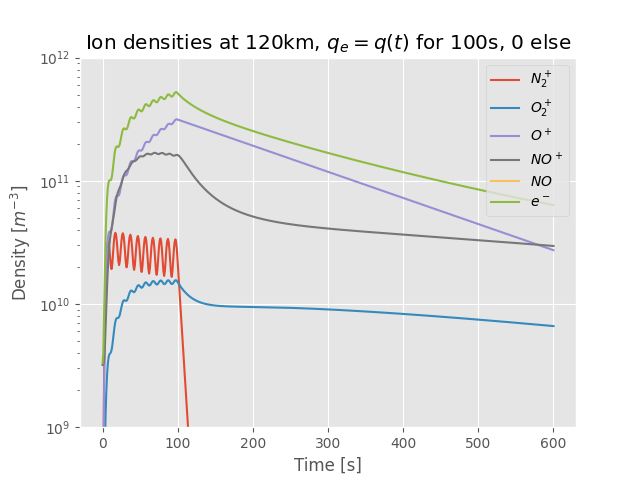 Ion densities at 120km, $q_e = q(t)$ for 100s, 0 else
$10^{12}$
$10^{11}$
$10^{10}$
$10^{9}$
Density [$m^{-3}$]
$N_2^+$
$O_2^+$
$O^+$
$NO^+$
$NO$
$e^-$
0 100 200 300 400 500 600
Time [s]